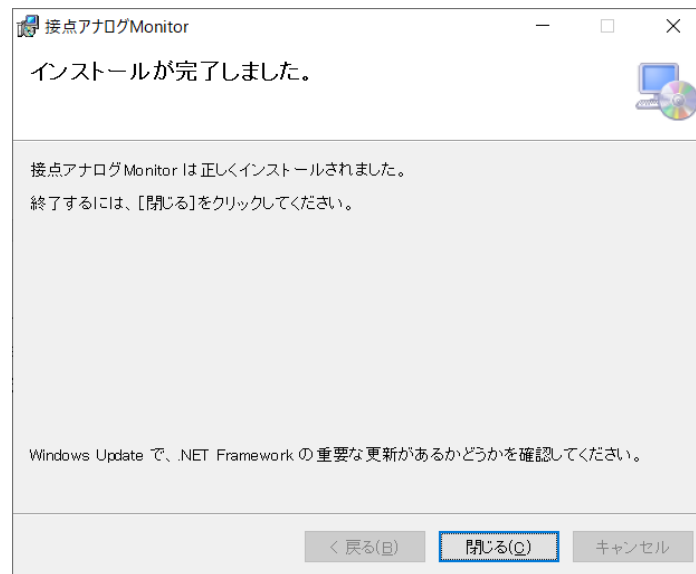 接点アナログMonitor
インストールが完了しました。
接点アナログMonitor は正しくインストールされました。
終了するには、[閉じる]をクリックしてください。
Windows Update で、.NET Framework の重要な更新があるかどうかを確認してください。
< 戻る(B) 閉じる(C) キャンセル